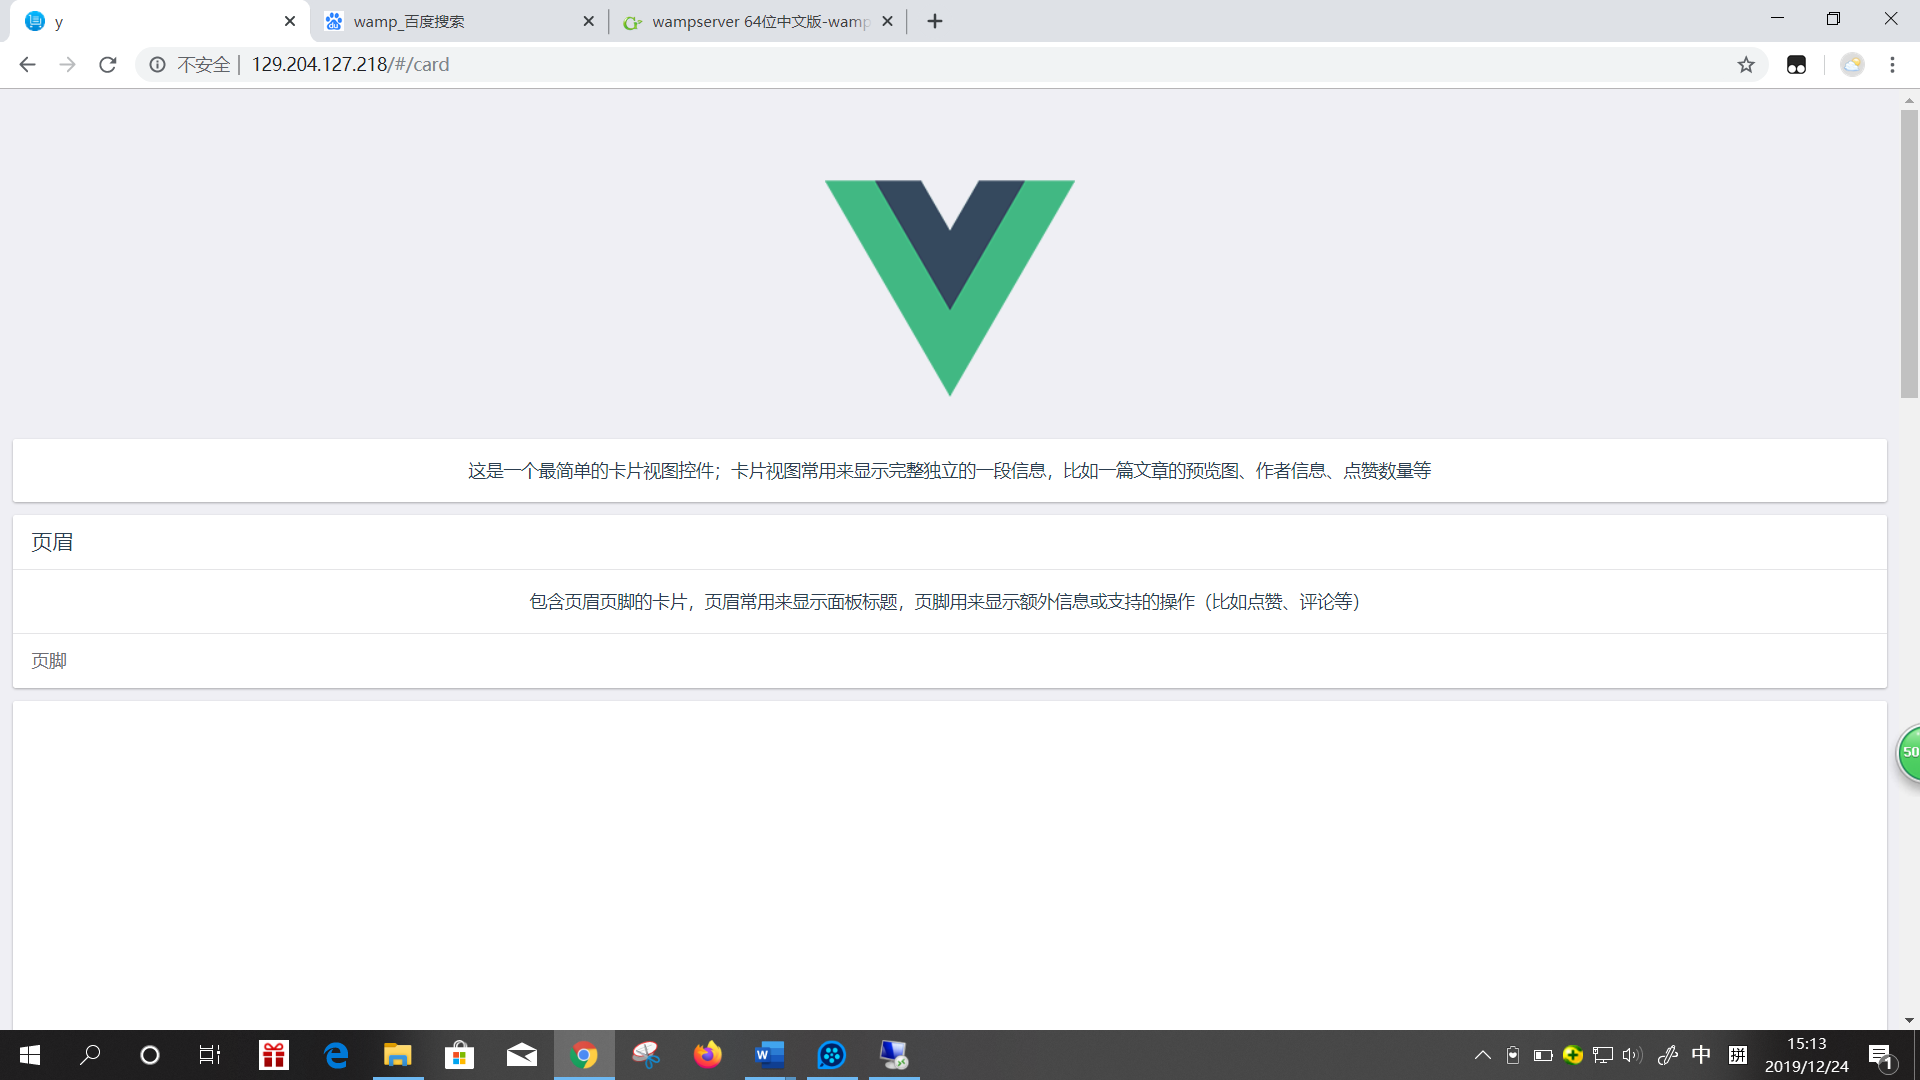 y
wamp_百度搜索
wampserver 64位中文版-wamp
不安全 | 129.204.127.218/#/card
这是一个最简单的卡片视图控件；卡片视图常用来显示完整独立的一段信息，比如一篇文章的预览图、作者信息、点赞数量等
页眉
包含页眉页脚的卡片，页眉常用来显示面板标题，页脚用来显示额外信息或支持的操作（比如点赞、评论等）
页脚
50
中
拼
15:13
2019/12/24
1